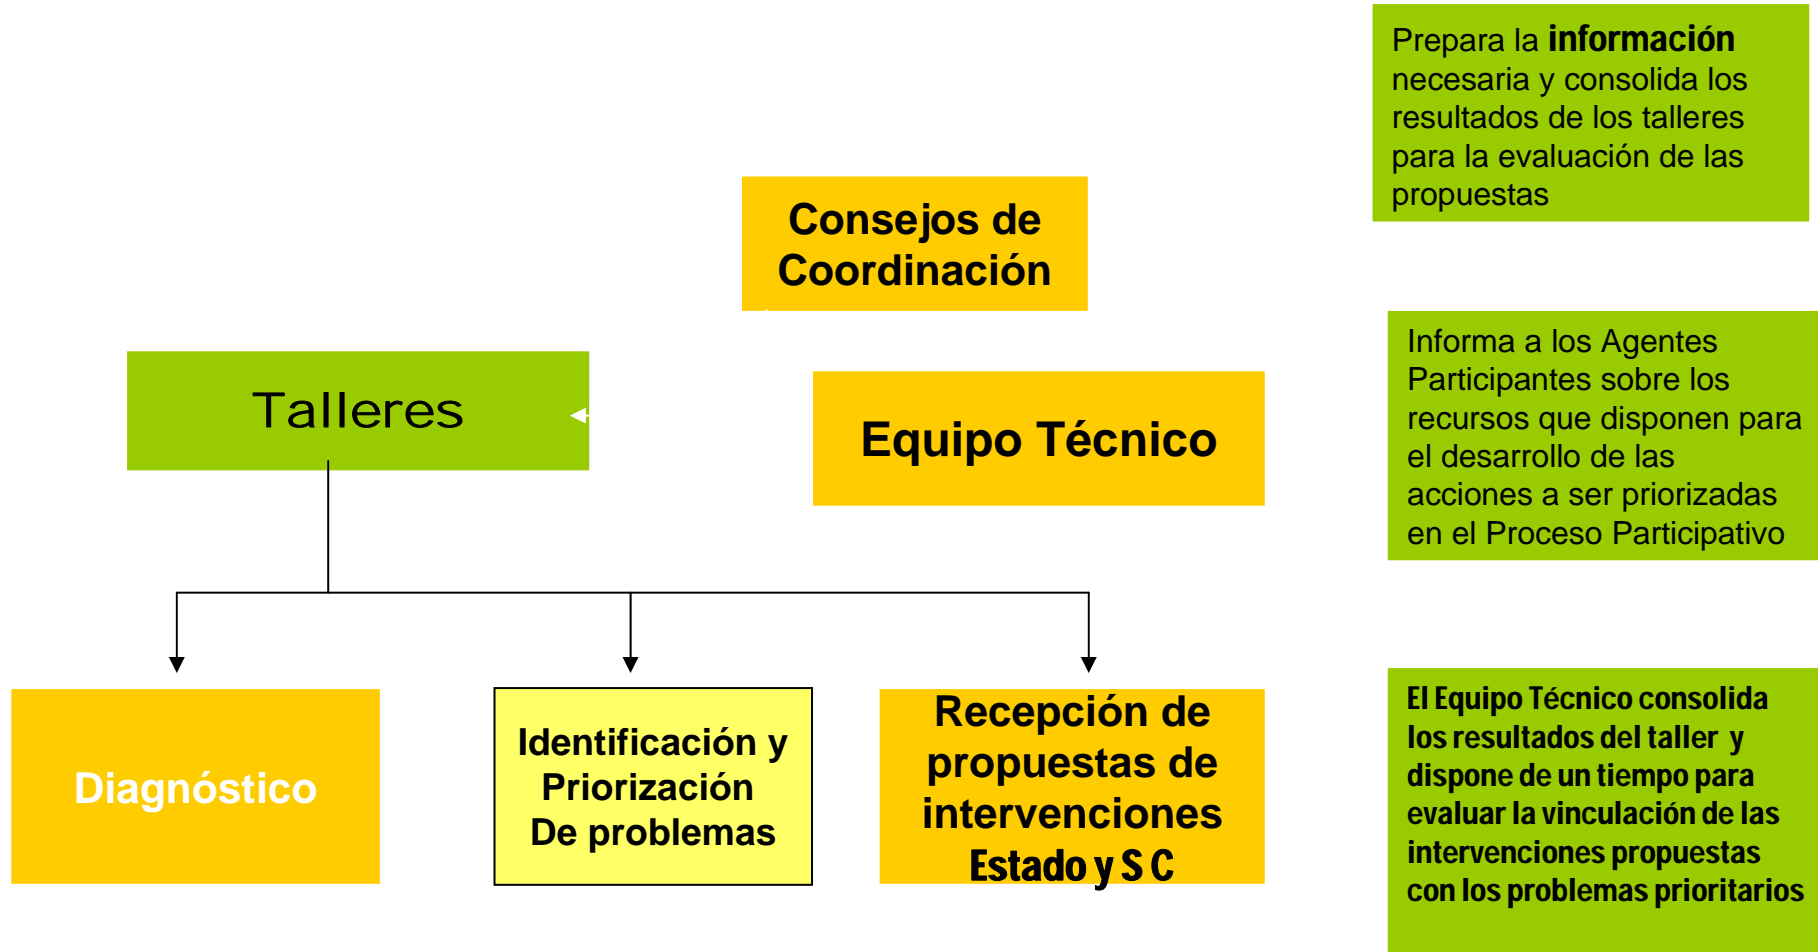 Prepara la información
necesaria y consolida los
resultados de los talleres
para la evaluación de las
propuestas
Consejos de
Coordinación
Talleres
Equipo Técnico
Informa a los Agentes
Participantes sobre los
recursos que disponen para
el desarrollo de las
acciones a ser priorizadas
en el Proceso Participativo
Diagnóstico
Identificación y
Priorización
De problemas
Recepción de
propuestas de
intervenciones
Estado y S C
El Equipo Técnico consolida
los resultados del taller y
dispone de un tiempo para
evaluar la vinculación de las
intervenciones propuestas
con los problemas prioritarios